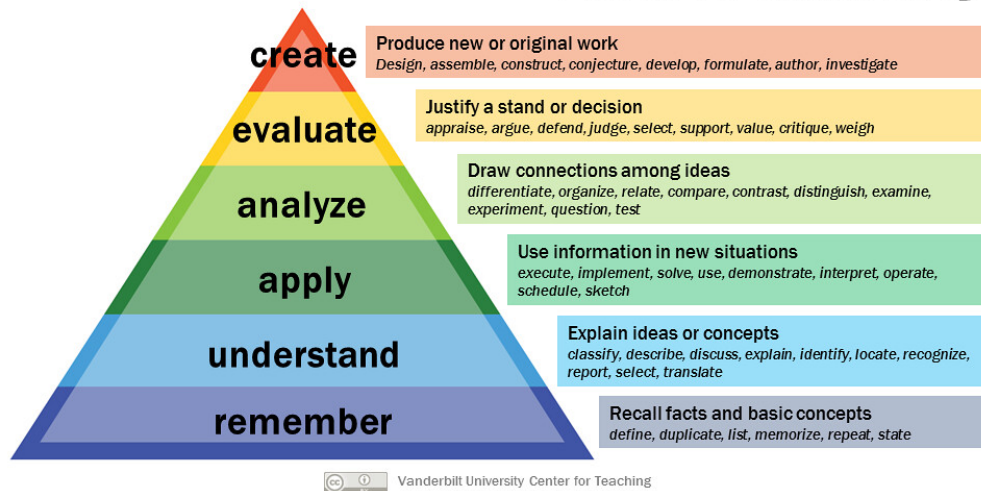 create
Produce new or original work
Design, assemble, construct, conjecture, develop, formulate, author, investigate
evaluate
Justify a stand or decision
appraise, argue, defend, judge, select, support, value, critique, weigh
analyze
Draw connections among ideas
differentiate, organize, relate, compare, contrast, distinguish, examine,
experiment, question, test
apply
Use information in new situations
execute, implement, solve, use, demonstrate, interpret, operate,
schedule, sketch
understand
Explain ideas or concepts
classify, describe, discuss, explain, identify, locate, recognize,
report, select, translate
remember
Recall facts and basic concepts
define, duplicate, list, memorize, repeat, state
cc
Vanderbilt University Center for Teaching